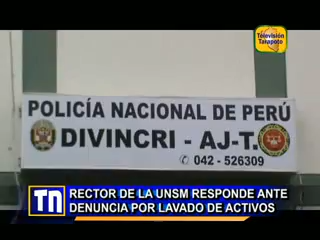 Televisión
Tarapoto
POLICÍA NACIONAL DE PERÚ
DIVINCRI - AJ-T.
042 - 526309
TN
RECTOR DE LA UNSM RESPONDE ANTE
DENUNCIA POR LAVADO DE ACTIVOS